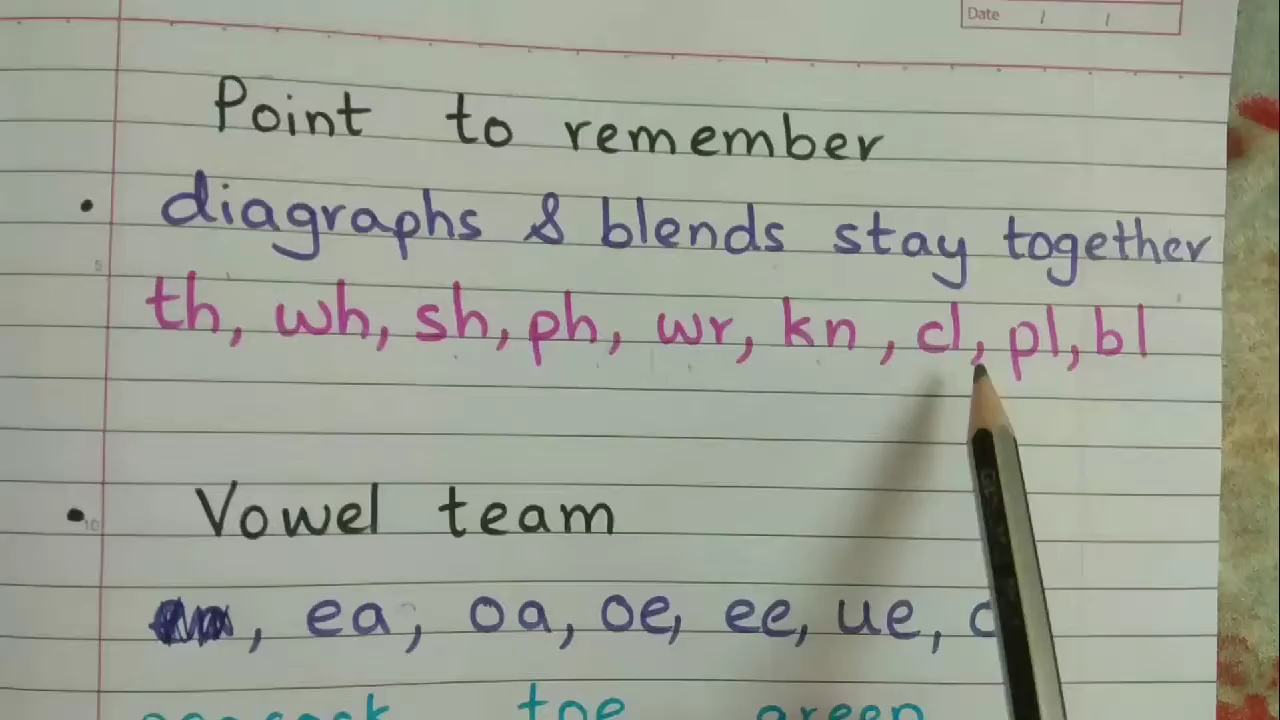 Date / /
Point to remember
• diagraphs & blends stay together
th, wh, sh, ph, wr, kn, cl, pl, bl
• Vowel team
, ea, oa, oe, ee, ue,
toe green